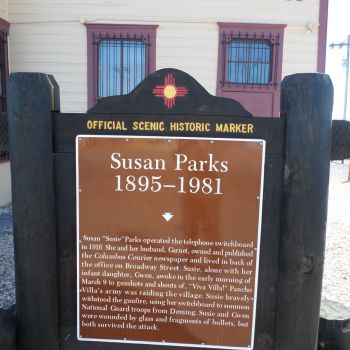 OFFICIAL SCENIC HISTORIC MARKER
Susan Parks
1895–1981
Susan "Susie" Parks operated the telephone switchboard
in 1916. She and her husband, Garnet, owned and published
the Columbus Courier newspaper and lived in back of
the office on Broadway Street. Susie, along with her
infant daughter, Gwen, awoke in the early morning of
March 9 to gunshots and shouts of, "Viva Villa!" Pancho
Villa's army was raiding the village. Susie bravely
withstood the gunfire, using her switchboard to summon
National Guard troops from Deming. Susie and Gwen
were wounded by glass and fragments of bullets, but
both survived the attack.